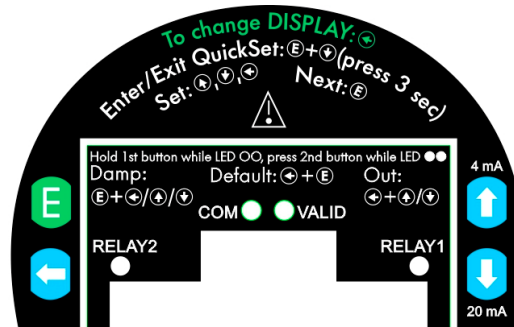 To change DISPLAY:⬅
Enter/Exit QuickSet:Ⓔ+⬇(press 3 sec)
Set:⬆,⬇,⬅ Next:Ⓔ
Hold 1st button while LED OO, press 2nd button while LED ●●
Damp: Default:⬅+Ⓔ Out:
Ⓔ+⬅/⬆/⬇ ⬅+⬆/⬇
COM VALID
RELAY2 RELAY1
E
4 mA
20 mA